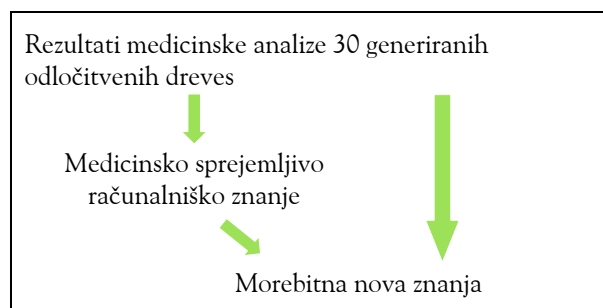 Rezultati medicinske analize 30 generiranih
odločitvenih dreves
Medicinsko sprejemljivo
računalniško znanje
Morebitna nova znanja